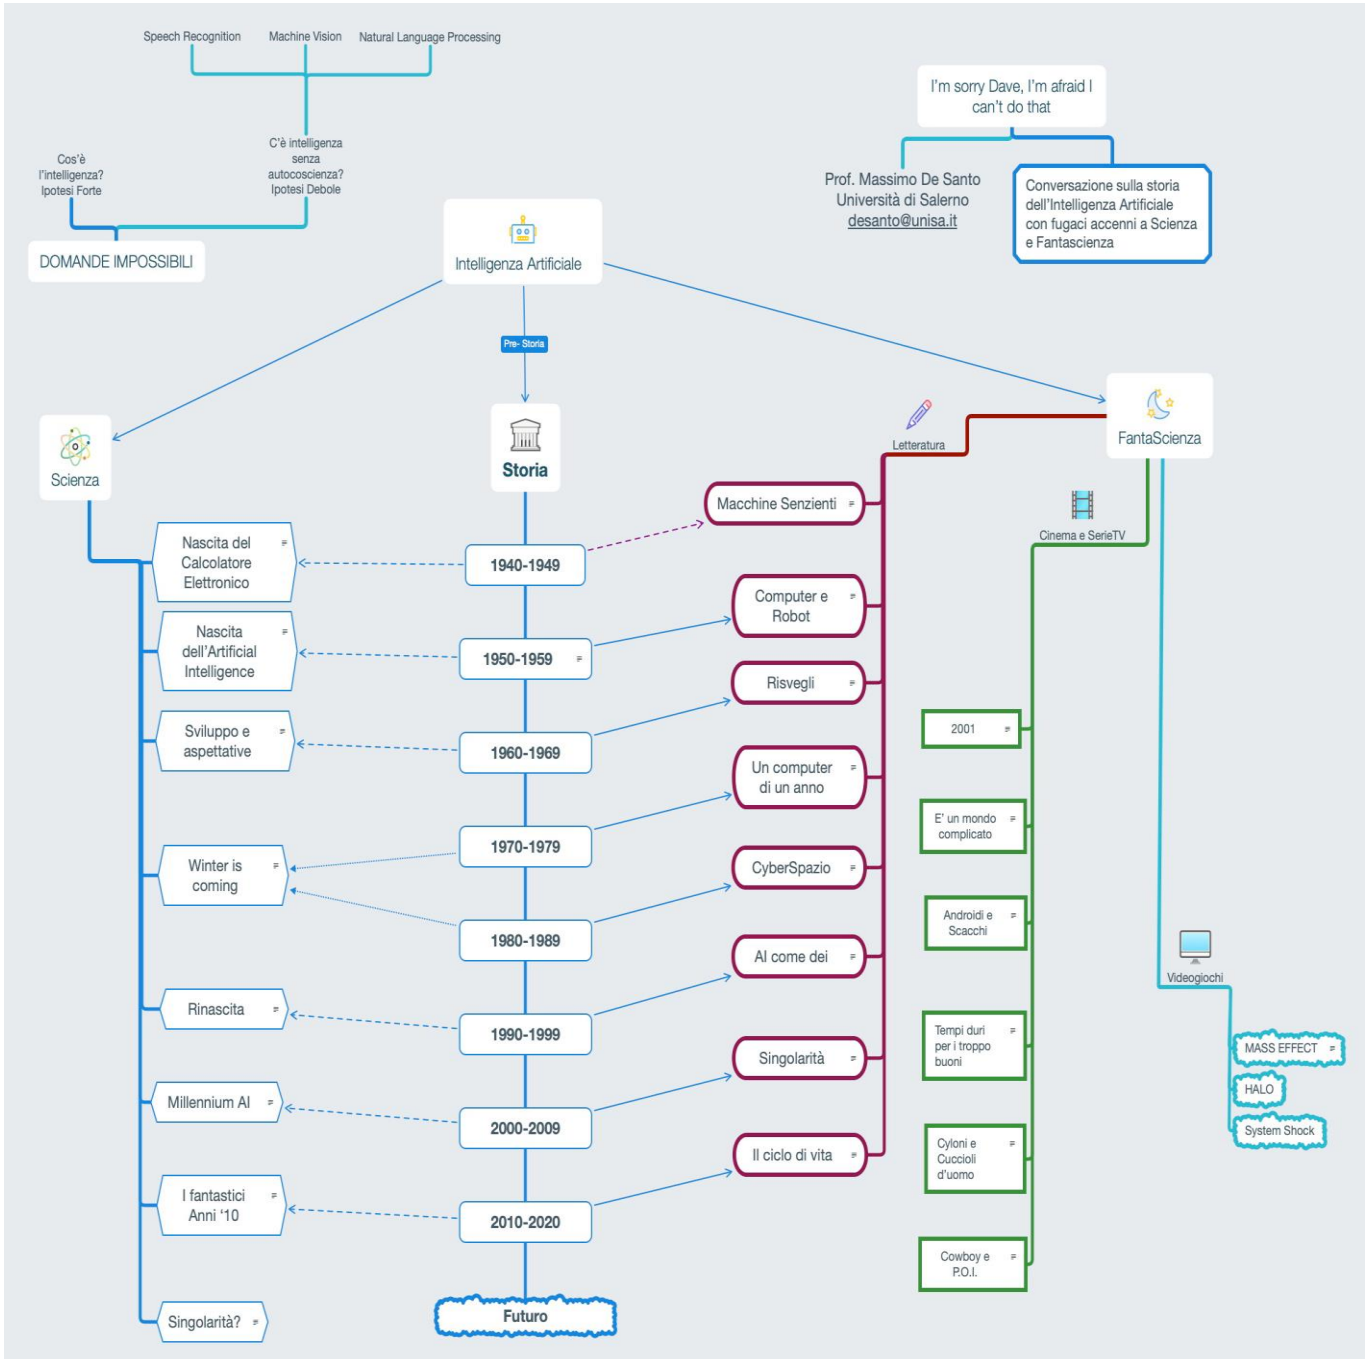 Speech Recognition
Machine Vision
Natural Language Processing
Cos'è
l'intelligenza?
Ipotesi Forte
C'è intelligenza
senza
autocoscienza?
Ipotesi Debole
DOMANDE IMPOSSIBILI
I'm sorry Dave, I'm afraid I
can't do that
Prof. Massimo De Santo
Università di Salerno
desanto@unisa.it
Conversazione sulla storia
dell'Intelligenza Artificiale
con fugaci accenni a Scienza
e Fantascienza
Intelligenza Artificiale
Pre- Storia
Scienza
Storia
FantaScienza
Letteratura
Cinema e SerieTV
Videogiochi
Nascita del
Calcolatore
Elettronico
Nascita
dell'Artificial
Intelligence
Sviluppo e
aspettative
Winter is
coming
Rinascita
Millennium AI
I fantastici
Anni '10
Singolarità?
1940-1949
1950-1959
1960-1969
1970-1979
1980-1989
1990-1999
2000-2009
2010-2020
Futuro
Macchine Senzienti
Computer e
Robot
Risvegli
Un computer
di un anno
CyberSpazio
AI come dei
Singolarità
Il ciclo di vita
2001
E' un mondo
complicato
Androidi e
Scacchi
Tempi duri
per i troppo
buoni
Cyloni e
Cuccioli
d'uomo
Cowboy e
P.O.I.
MASS EFFECT
HALO
System Shock